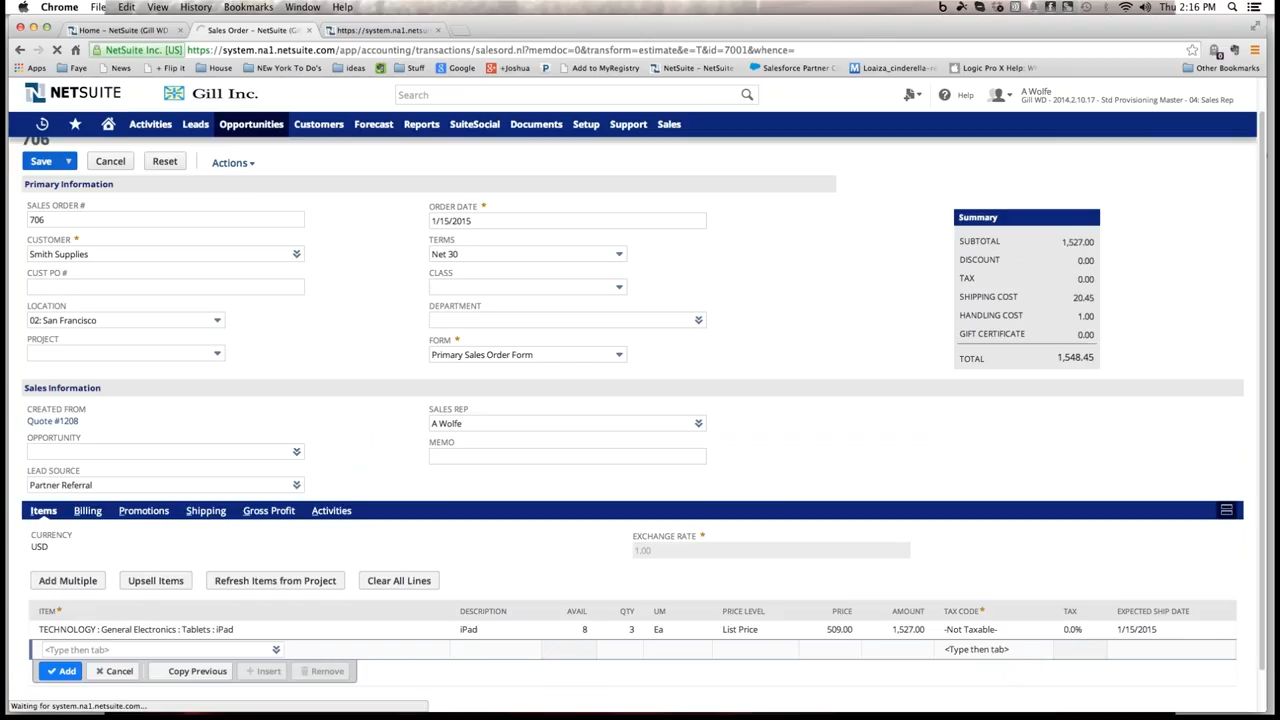 Chrome File Edit View History Bookmarks Window Help Thu 2:16 PM
Home – NetSuite (Gill WD Sales Order – NetSuite (Gi https://system.na1.netsuite.
NetSuite Inc. [US] https://system.na1.netsuite.com/app/accounting/transactions/salesord.nl?memdoc=0&transform=estimate&e=T&id=7001&whence=
Apps Faye News + Flip it House NEw York To Do's ideas Stuff Google +Joshua Add to MyRegistry NetSuite – NetSuite Salesforce Partner C Loaiza_cinderella-r Logic Pro X Help: W Other Bookmarks
NETSUITE Gill Inc. Search Help A Wolfe
Gill WD - 2014.2.10.17 - Std Provisioning Master - 04: Sales Rep
Activities Leads Opportunities Customers Forecast Reports SuiteSocial Documents Setup Support Sales
706
Save Cancel Reset Actions
Primary Information
SALES ORDER # ORDER DATE *
706 1/15/2015
Summary
CUSTOMER * TERMS
SUBTOTAL 1,527.00
Smith Supplies Net 30
DISCOUNT 0.00
CUST PO # CLASS
TAX 0.00
SHIPPING COST 20.45
LOCATION DEPARTMENT
HANDLING COST 1.00
02: San Francisco
GIFT CERTIFICATE 0.00
PROJECT FORM *
Primary Sales Order Form
TOTAL 1,548.45
Sales Information
CREATED FROM SALES REP
Quote #1208 A Wolfe
OPPORTUNITY MEMO
LEAD SOURCE
Partner Referral
Items Billing Promotions Shipping Gross Profit Activities
CURRENCY EXCHANGE RATE *
USD 1.00
Add Multiple Upsell Items Refresh Items from Project Clear All Lines
ITEM * DESCRIPTION AVAIL QTY UM PRICE LEVEL PRICE AMOUNT TAX CODE * TAX EXPECTED SHIP DATE
TECHNOLOGY : General Electronics : Tablets : iPad iPad 8 3 Ea List Price 509.00 1,527.00 -Not Taxable- 0.0% 1/15/2015
<Type then tab> <Type then tab>
Add Cancel Copy Previous + Insert Remove
Waiting for system.na1.netsuite.com...